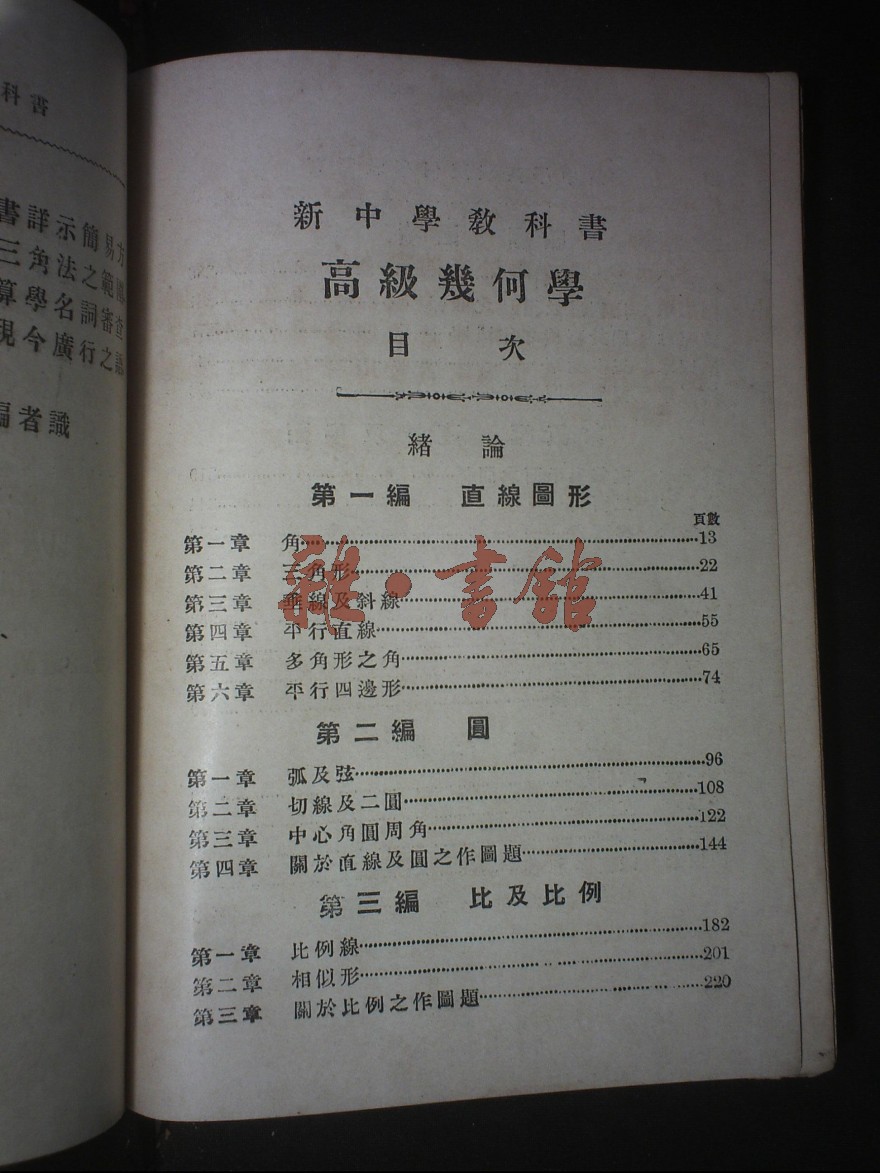 科書
書詳示簡易方
三角法之範
算學名詞審查
現今廣行之
編者識
新中學教科書
高級幾何學
目次
緒論
第一編 直線圖形
頁數
第一章 角……13
第二章 三角形……22
第三章 垂線及斜線……41
第四章 平行直線……55
第五章 多角形之角……65
第六章 平行四邊形……74
第二編 圓
第一章 弧及弦……96
第二章 切線及二圓……108
第三章 中心角圓周角……122
第四章 關於直線及圓之作圖題……144
第三編 比及比例
第一章 比例線……182
第二章 相似形……201
第三章 關於比例之作圖題……220
雜·書館